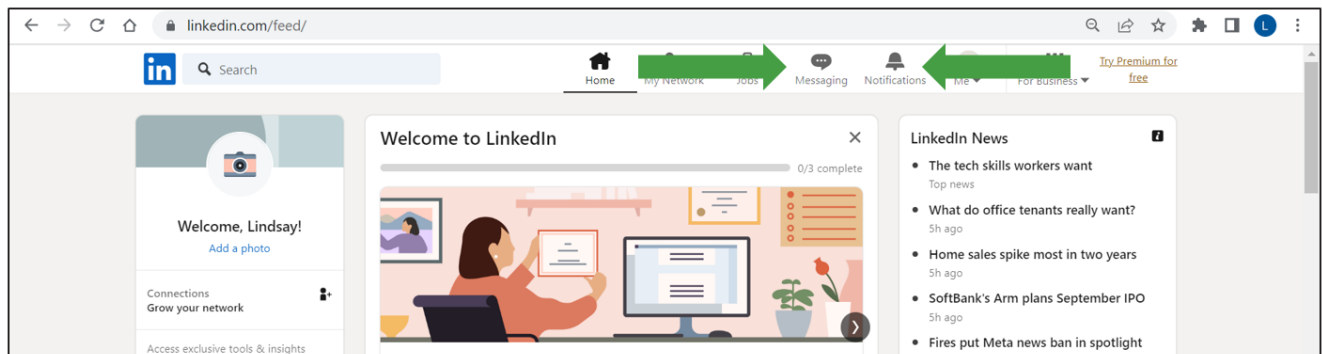 linkedin.com/feed/
L
in
Search
Home
My Network
Jobs
Messaging
Notifications
Me
For Business
Try Premium for
free
Welcome, Lindsay!
Add a photo
Connections
Grow your network
Access exclusive tools & insights
Welcome to LinkedIn
0/3 complete
LinkedIn News
The tech skills workers want
Top news
What do office tenants really want?
5h ago
Home sales spike most in two years
5h ago
SoftBank's Arm plans September IPO
5h ago
Fires put Meta news ban in spotlight